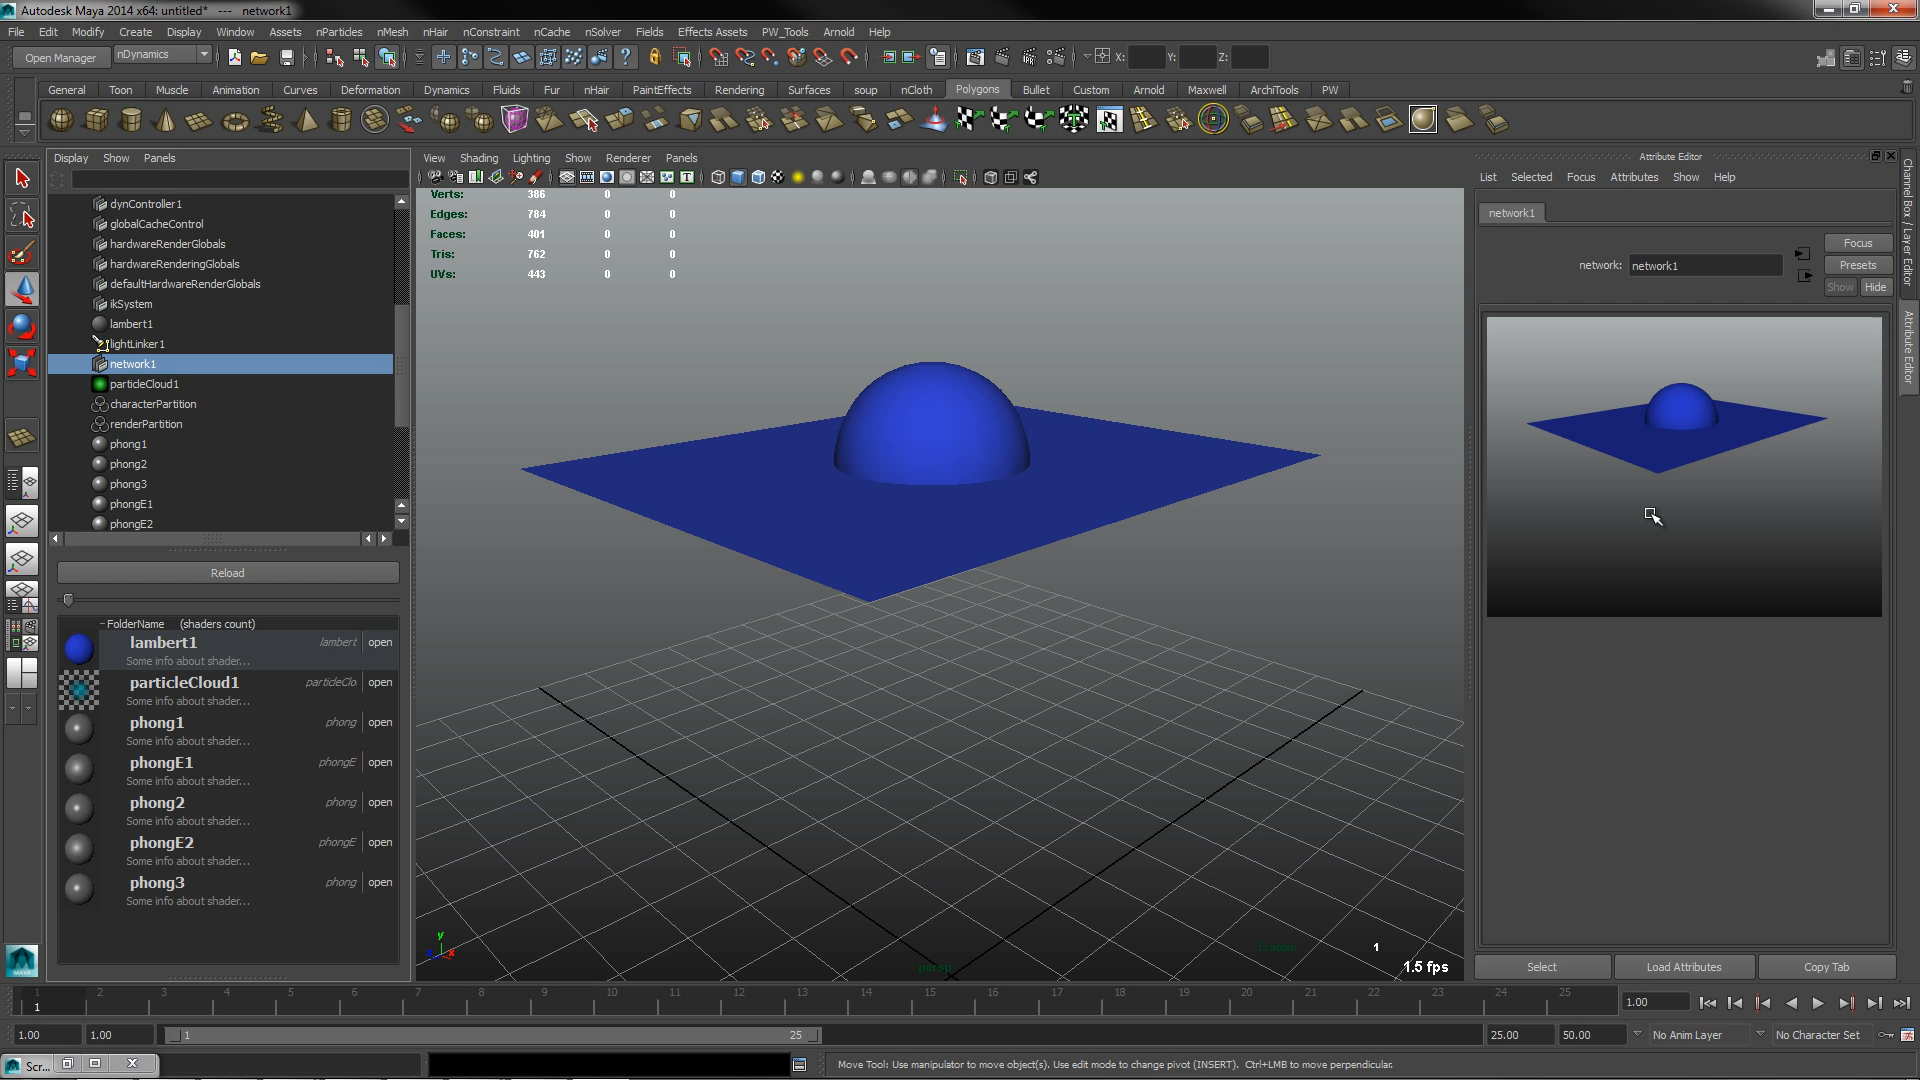 Autodesk Maya 2014 x64: untitled* --- network1
File Edit Modify Create Display Window Assets nParticles nMesh nHair nConstraint nCache nSolver Fields Effects Assets PW_Tools Arnold Help
Open Manager nDynamics X: Y: Z:
General Toon Muscle Animation Curves Deformation Dynamics Fluids Fur nHair PaintEffects Rendering Surfaces soup nCloth Polygons Bullet Custom Arnold Maxwell ArchiTools PW
Display Show Panels
dynController1
globalCacheControl
hardwareRenderGlobals
hardwareRenderingGlobals
defaultHardwareRenderGlobals
ikSystem
lambert1
lightLinker1
network1
particleCloud1
characterPartition
renderPartition
phong1
phong2
phong3
phongE1
phongE2
Reload
FolderName (shaders count)
lambert1 lambert open
Some info about shader...
particleCloud1 particleClo open
Some info about shader...
phong1 phong open
Some info about shader...
phongE1 phongE open
Some info about shader...
phong2 phong open
Some info about shader...
phongE2 phongE open
Some info about shader...
phong3 phong open
Some info about shader...
View Shading Lighting Show Renderer Panels
Verts: 386 0 0
Edges: 784 0 0
Faces: 401 0 0
Tris: 762 0 0
UVs: 443 0 0
y
x
Frame: 1
persp
1.5 fps
Attribute Editor
List Selected Focus Attributes Show Help
network1
network: network1
Focus
Presets
Show Hide
Select Load Attributes Copy Tab
Channel Box / Layer Editor
Attribute Editor
1 2 3 4 5 6 7 8 9 10 11 12 13 14 15 16 17 18 19 20 21 22 23 24 25
1
1.00
1.00 1.00 1 25 25.00 50.00 No Anim Layer No Character Set
Scr...
Move Tool: Use manipulator to move object(s). Use edit mode to change pivot (INSERT). Ctrl+LMB to move perpendicular.